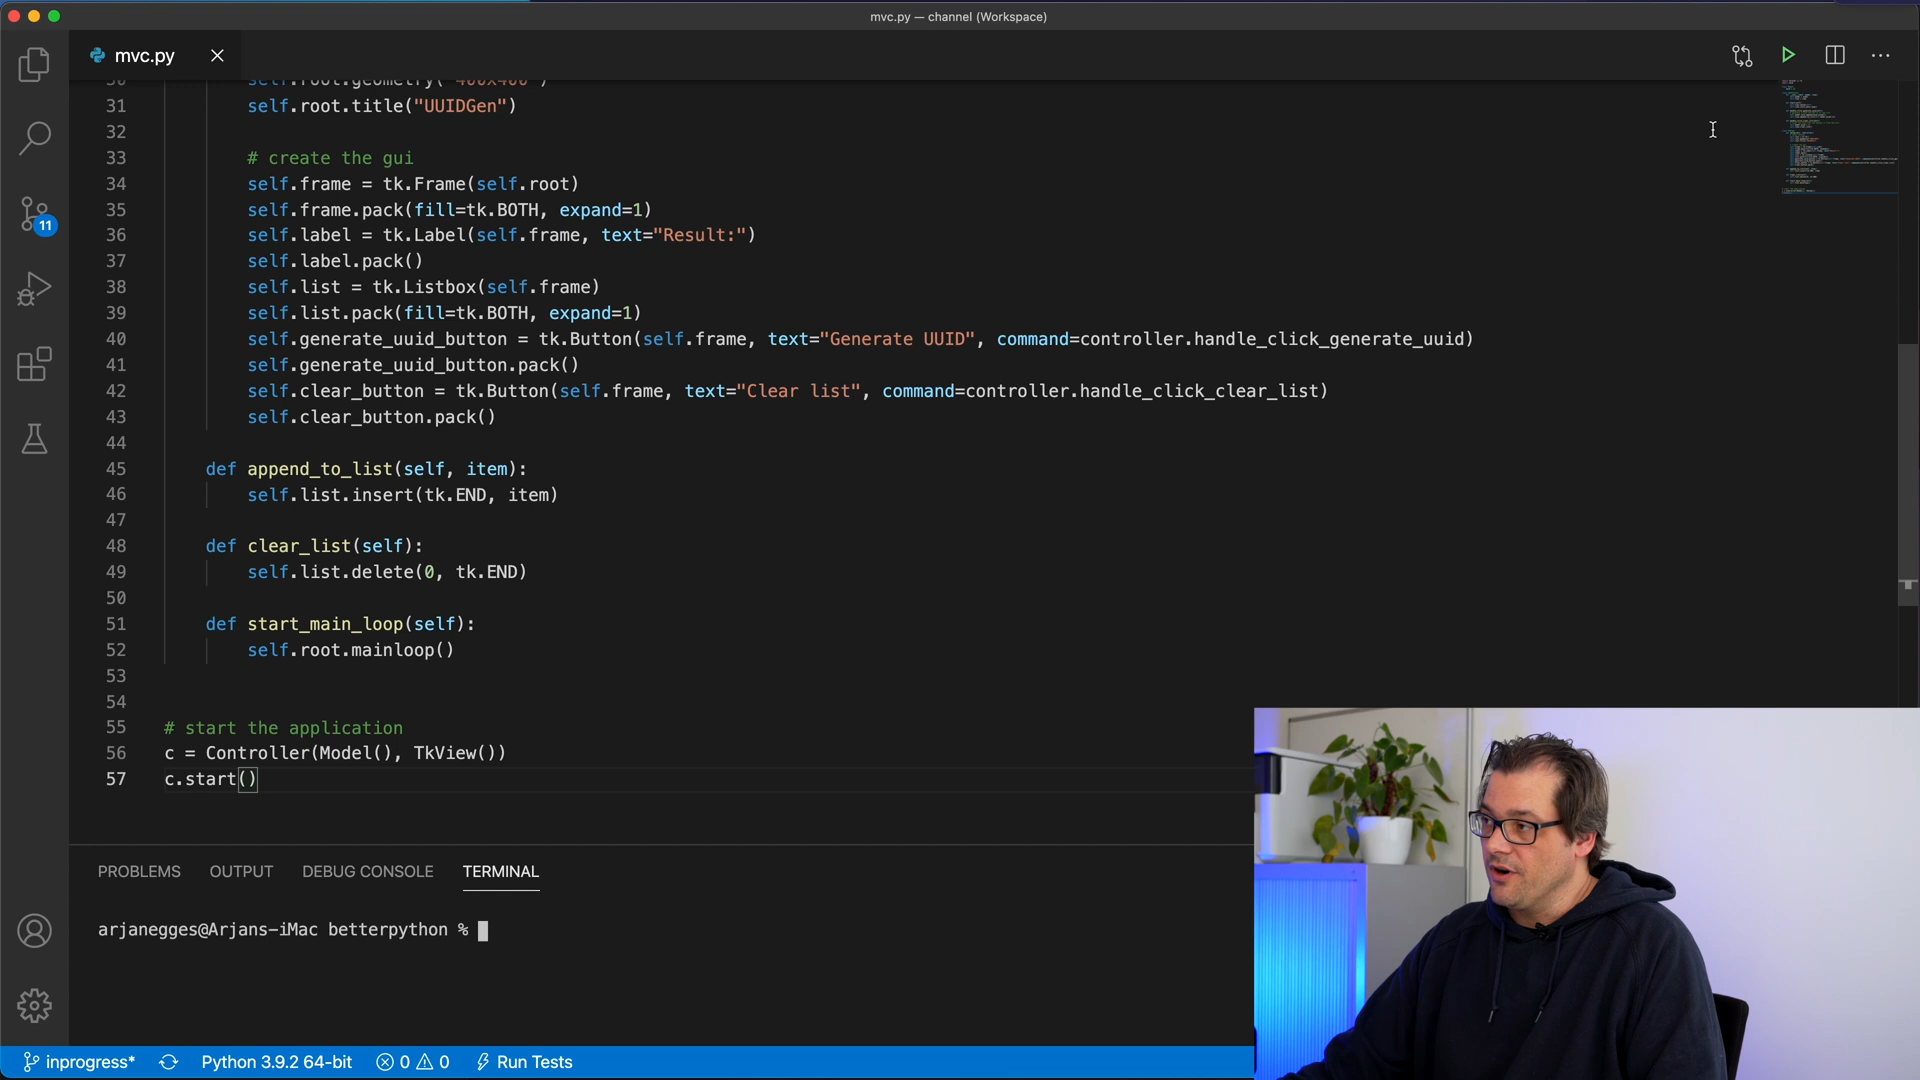 mvc.py — channel (Workspace)
mvc.py
30 self.root.geometry("400x400")
31 self.root.title("UUIDGen")
32
33 # create the gui
34 self.frame = tk.Frame(self.root)
35 self.frame.pack(fill=tk.BOTH, expand=1)
36 self.label = tk.Label(self.frame, text="Result:")
37 self.label.pack()
38 self.list = tk.Listbox(self.frame)
39 self.list.pack(fill=tk.BOTH, expand=1)
40 self.generate_uuid_button = tk.Button(self.frame, text="Generate UUID", command=controller.handle_click_generate_uuid)
41 self.generate_uuid_button.pack()
42 self.clear_button = tk.Button(self.frame, text="Clear list", command=controller.handle_click_clear_list)
43 self.clear_button.pack()
44
45 def append_to_list(self, item):
46 self.list.insert(tk.END, item)
47
48 def clear_list(self):
49 self.list.delete(0, tk.END)
50
51 def start_main_loop(self):
52 self.root.mainloop()
53
54
55 # start the application
56 c = Controller(Model(), TkView())
57 c.start()
11
PROBLEMS OUTPUT DEBUG CONSOLE TERMINAL
arjanegges@Arjans-iMac betterpython %
inprogress* Python 3.9.2 64-bit 0 0 Run Tests